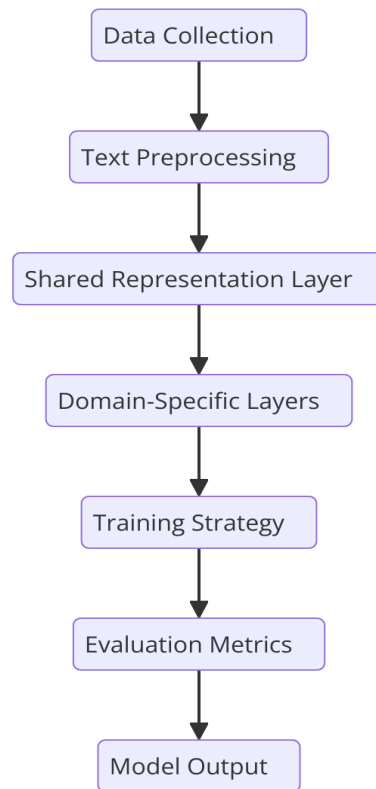 Data Collection
Text Preprocessing
Shared Representation Layer
Domain-Specific Layers
Training Strategy
Evaluation Metrics
Model Output